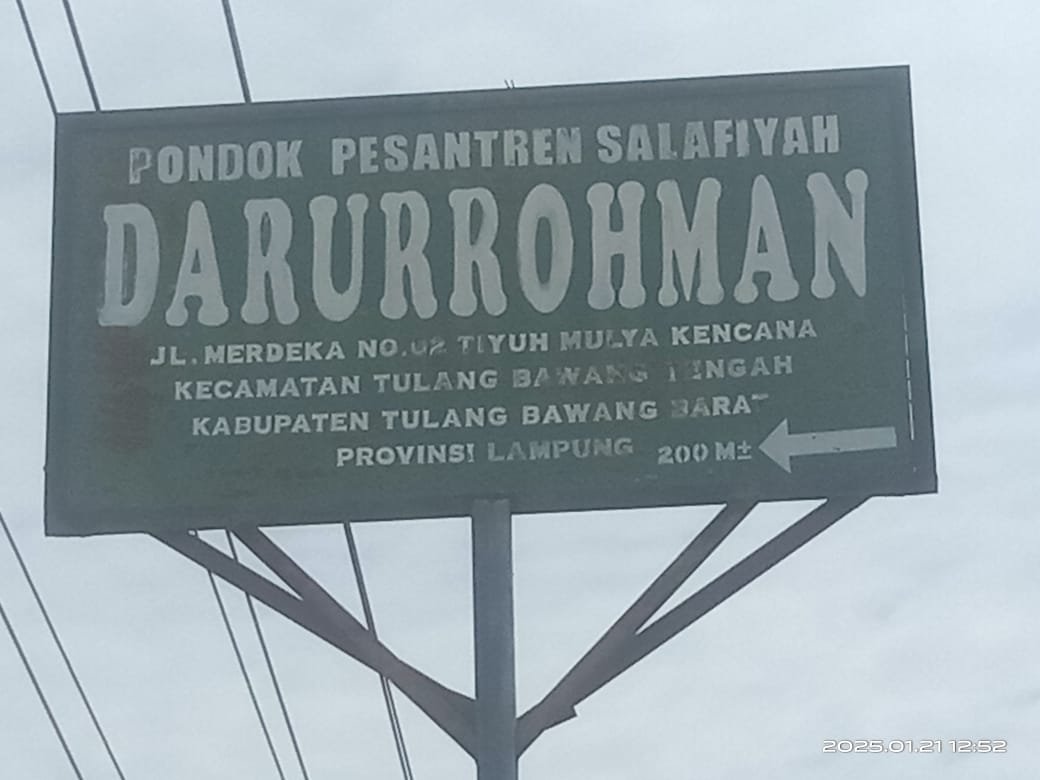 PONDOK PESANTREN SALAFIYAH
DARURROHMAN
JL. MERDEKA NO.02 TIYUH MULYA KENCANA
KECAMATAN TULANG BAWANG TENGAH
KABUPATEN TULANG BAWANG BARAT
PROVINSI LAMPUNG 200 M±
2025.01.21 12:52